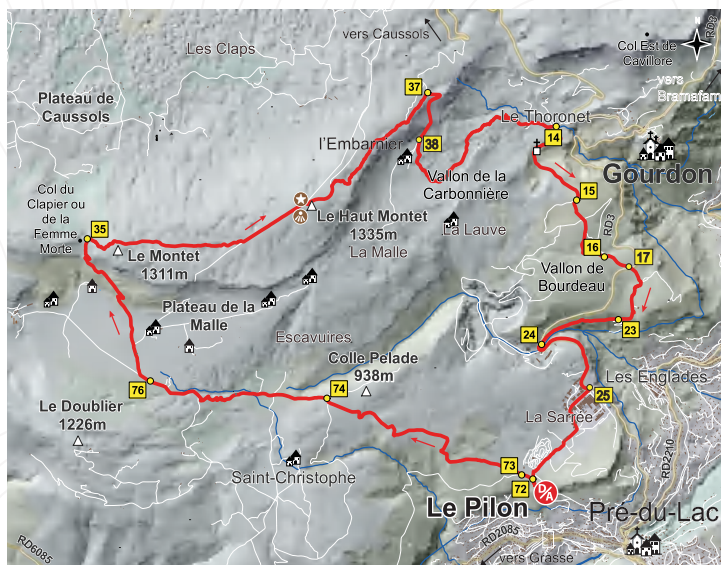 vers Caussols
RD3
N
Les Claps
Col Est de
Cavillore
vers
Bramafam
37
Plateau de
Caussols
Le Thoronet
14
l'Embarnier
38
Gourdon
Vallon de la
Carbonnière
15
Col du
Clapier ou
de la
Femme
Morte
35
Le Haut Montet
1335m
La Lauve
RD3
Le Montet
1311m
La Malle
16
17
Vallon de
Bourdeau
Plateau de la
Malle
Escavuires
24
23
Colle Pelade
938m
Les Englades
76
74
25
Le Doublier
1226m
La Sarrée
Saint-Christophe
73
72
D/A
RD2210
Le Pilon
Pré-du-Lac
RD2085
vers Grasse
RD6085